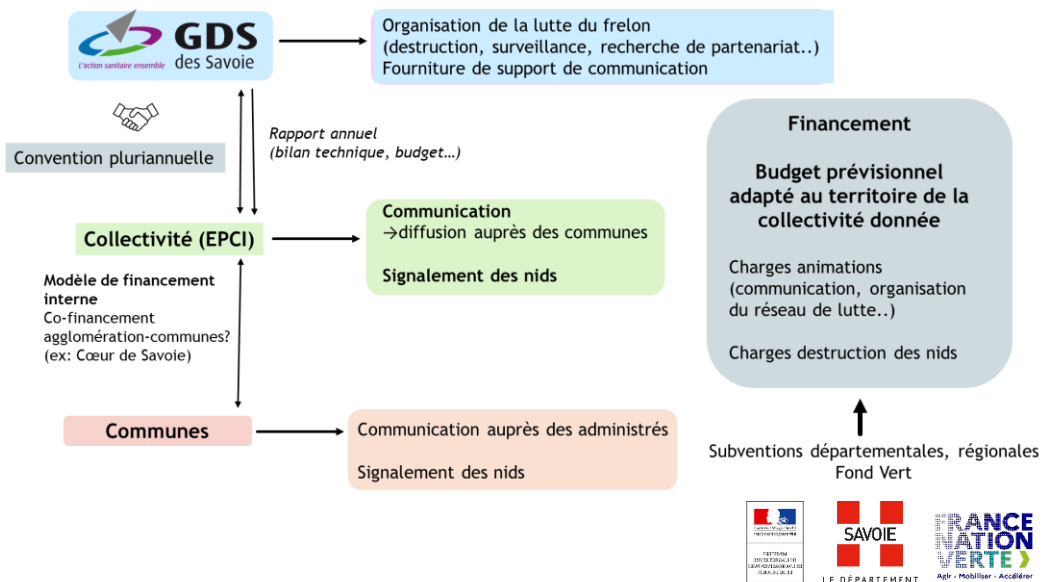 GDS
des Savoie
L'action sanitaire ensemble
Organisation de la lutte du frelon
(destruction, surveillance, recherche de partenariat..)
Fourniture de support de communication
Convention pluriannuelle
Rapport annuel
(bilan technique, budget…)
Collectivité (EPCI)
Communication
→diffusion auprès des communes
Signalement des nids
Modèle de financement
interne
Co-financement
agglomération-communes?
(ex: Cœur de Savoie)
Communes
Communication auprès des administrés
Signalement des nids
Financement
Budget prévisionnel
adapté au territoire de la
collectivité donnée
Charges animations
(communication, organisation
du réseau de lutte..)
Charges destruction des nids
Subventions départementales, régionales
Fond Vert
SAVOIE
LE DÉPARTEMENT
FRANCE
NATION
VERTE
Agir • Mobiliser • Accélérer